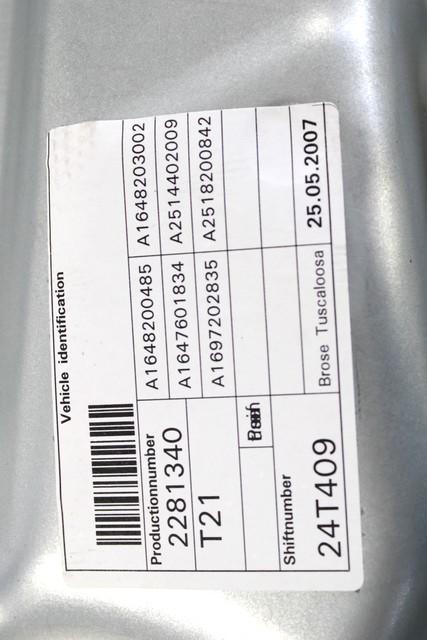 Vehicle identification
Productionnumber
2281340
T21
A1648200485 A1648203002
A1647601834 A2514402009
A1697202835 A2518200842
Shiftnumber
24T409
Brose Tuscaloosa 25.05.2007